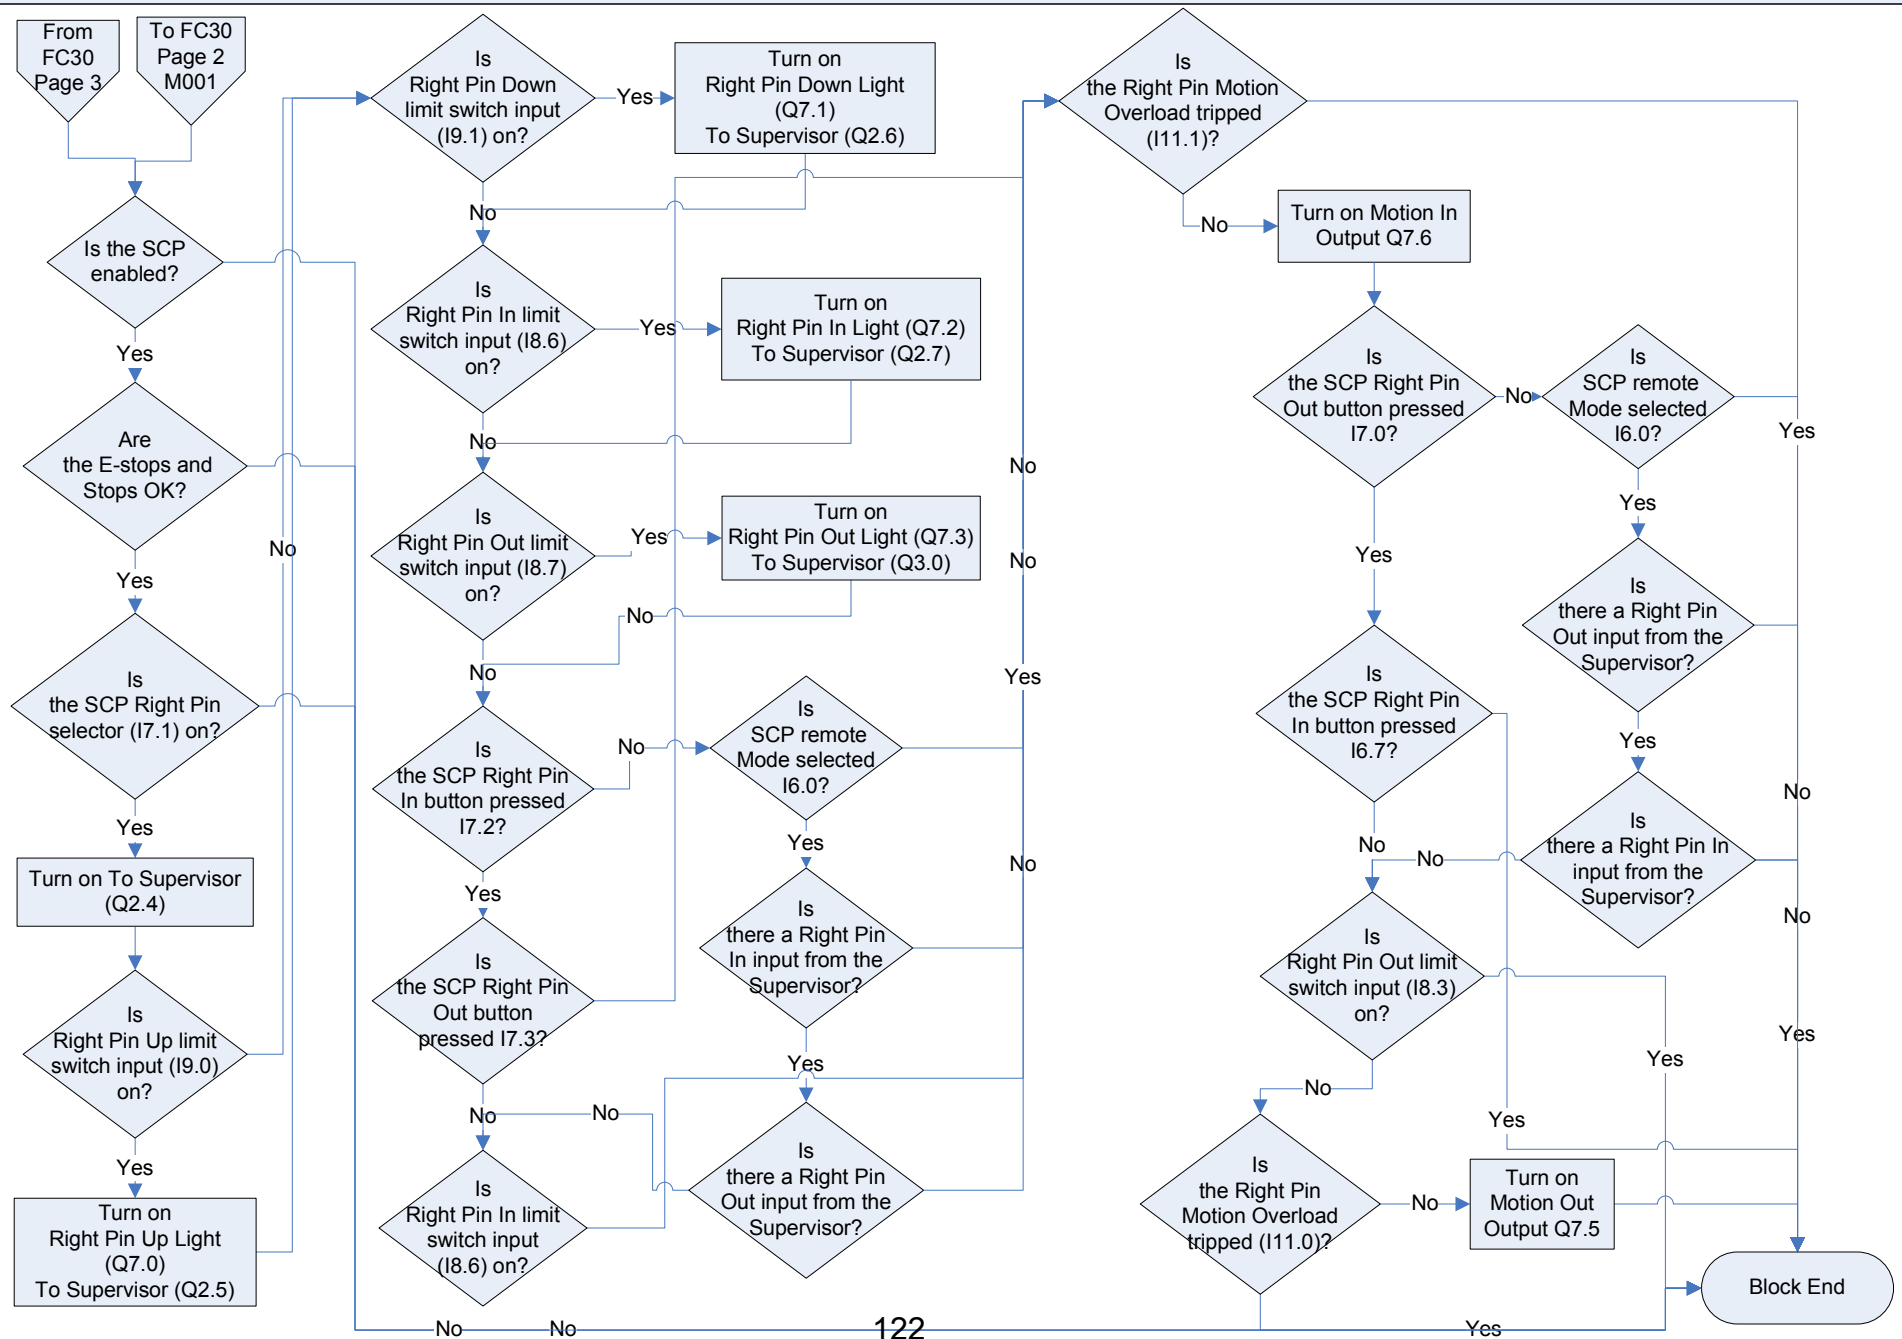 From
FC30
Page 3
To FC30
Page 2
M001
Is the SCP
enabled?
Yes
Are
the E-stops and
Stops OK?
Yes
Is
the SCP Right Pin
selector (I7.1) on?
Yes
Turn on To Supervisor
(Q2.4)
Is
Right Pin Up limit
switch input (I9.0)
on?
Yes
Turn on
Right Pin Up Light
(Q7.0)
To Supervisor (Q2.5)
No
Is
Right Pin Down
limit switch input
(I9.1) on?
Yes
Turn on
Right Pin Down Light
(Q7.1)
To Supervisor (Q2.6)
No
Is
Right Pin In limit
switch input (I8.6)
on?
Yes
Turn on
Right Pin In Light (Q7.2)
To Supervisor (Q2.7)
No
Is
Right Pin Out limit
switch input (I8.7)
on?
Yes
Turn on
Right Pin Out Light (Q7.3)
To Supervisor (Q3.0)
No
No
Is
the SCP Right Pin
In button pressed
I7.2?
No
Is
SCP remote
Mode selected
I6.0?
Yes
Yes
Is
the SCP Right Pin
Out button
pressed I7.3?
Is
there a Right Pin
In input from the
Supervisor?
Yes
No
No
Is
Right Pin In limit
switch input
(I8.6) on?
Is
there a Right Pin
Out input from the
Supervisor?
No
No
Yes
No
Is
the Right Pin Motion
Overload tripped
(I11.1)?
No
Turn on Motion In
Output Q7.6
Is
the SCP Right Pin
Out button pressed
I7.0?
No
Is
SCP remote
Mode selected
I6.0?
Yes
Yes
Yes
Is
there a Right Pin
Out input from the
Supervisor?
Is
the SCP Right Pin
In button pressed
I6.7?
Yes
No
No
No
Is
there a Right Pin In
input from the
Supervisor?
No
Is
Right Pin Out limit
switch input (I8.3)
on?
Yes
Yes
No
Yes
Is
the Right Pin
Motion Overload
tripped (I11.0)?
No
Turn on
Motion Out
Output Q7.5
Block End
No
No
122
Yes